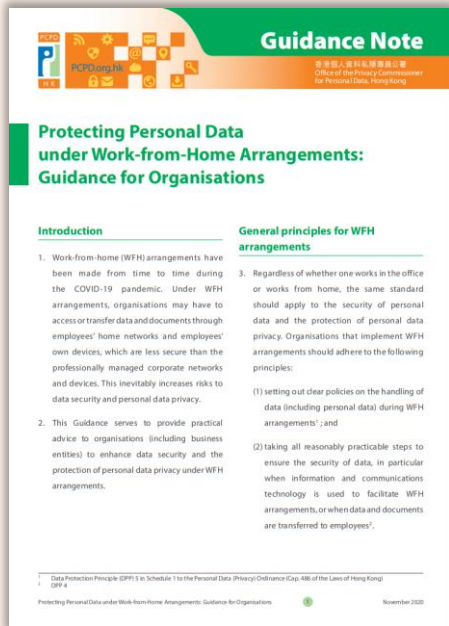 PCPD
PCPD.org.hk
H K
Guidance Note
香港個人資料私隱專員公署
Office of the Privacy Commissioner
for Personal Data, Hong Kong
Protecting Personal Data
under Work-from-Home Arrangements:
Guidance for Organisations
Introduction
1. Work-from-home (WFH) arrangements have
been made from time to time during
the COVID-19 pandemic. Under WFH
arrangements, organisations may have to
access or transfer data and documents through
employees' home networks and employees'
own devices, which are less secure than the
professionally managed corporate networks
and devices. This inevitably increases risks to
data security and personal data privacy.
2. This Guidance serves to provide practical
advice to organisations (including business
entities) to enhance data security and the
protection of personal data privacy under WFH
arrangements.
General principles for WFH
arrangements
3. Regardless of whether one works in the office
or works from home, the same standard
should apply to the security of personal
data and the protection of personal data
privacy. Organisations that implement WFH
arrangements should adhere to the following
principles:
(1) setting out clear policies on the handling of
data (including personal data) during WFH
arrangements1 ; and
(2) taking all reasonably practicable steps to
ensure the security of data, in particular
when information and communications
technology is used to facilitate WFH
arrangements, or when data and documents
are transferred to employees2.
1 Data Protection Principle (DPP) 5 in Schedule 1 to the Personal Data (Privacy) Ordinance (Cap. 486 of the Laws of Hong Kong)
2 DPP 4
Protecting Personal Data under Work-from-Home Arrangements: Guidance for Organisations
1
November 2020